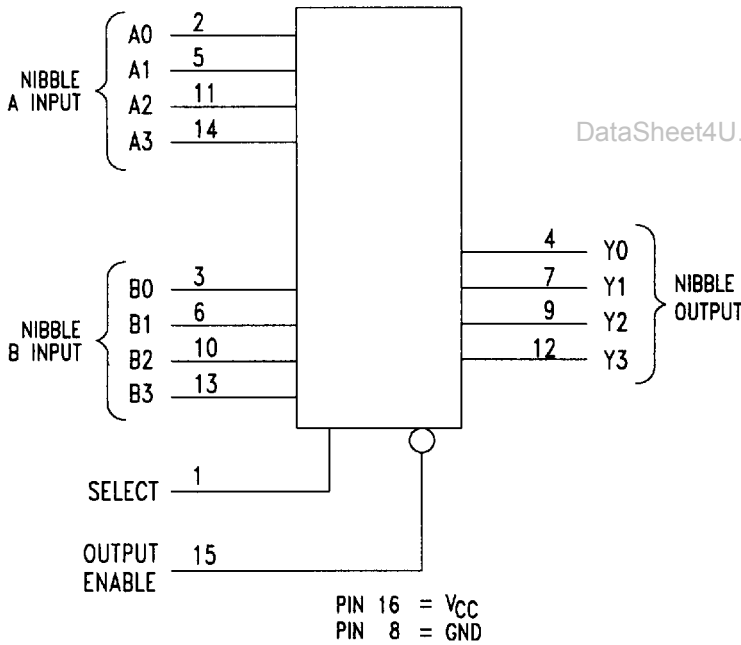 A0 2
A1 5
NIBBLE
A INPUT
A2 11
A3 14
DataSheet4U.
B0 3
B1 6
NIBBLE
B INPUT
B2 10
B3 13
4 Y0
7 Y1
9 Y2
12 Y3
NIBBLE
OUTPUT
SELECT 1
OUTPUT
ENABLE
15
PIN 16 = VCC
PIN 8 = GND